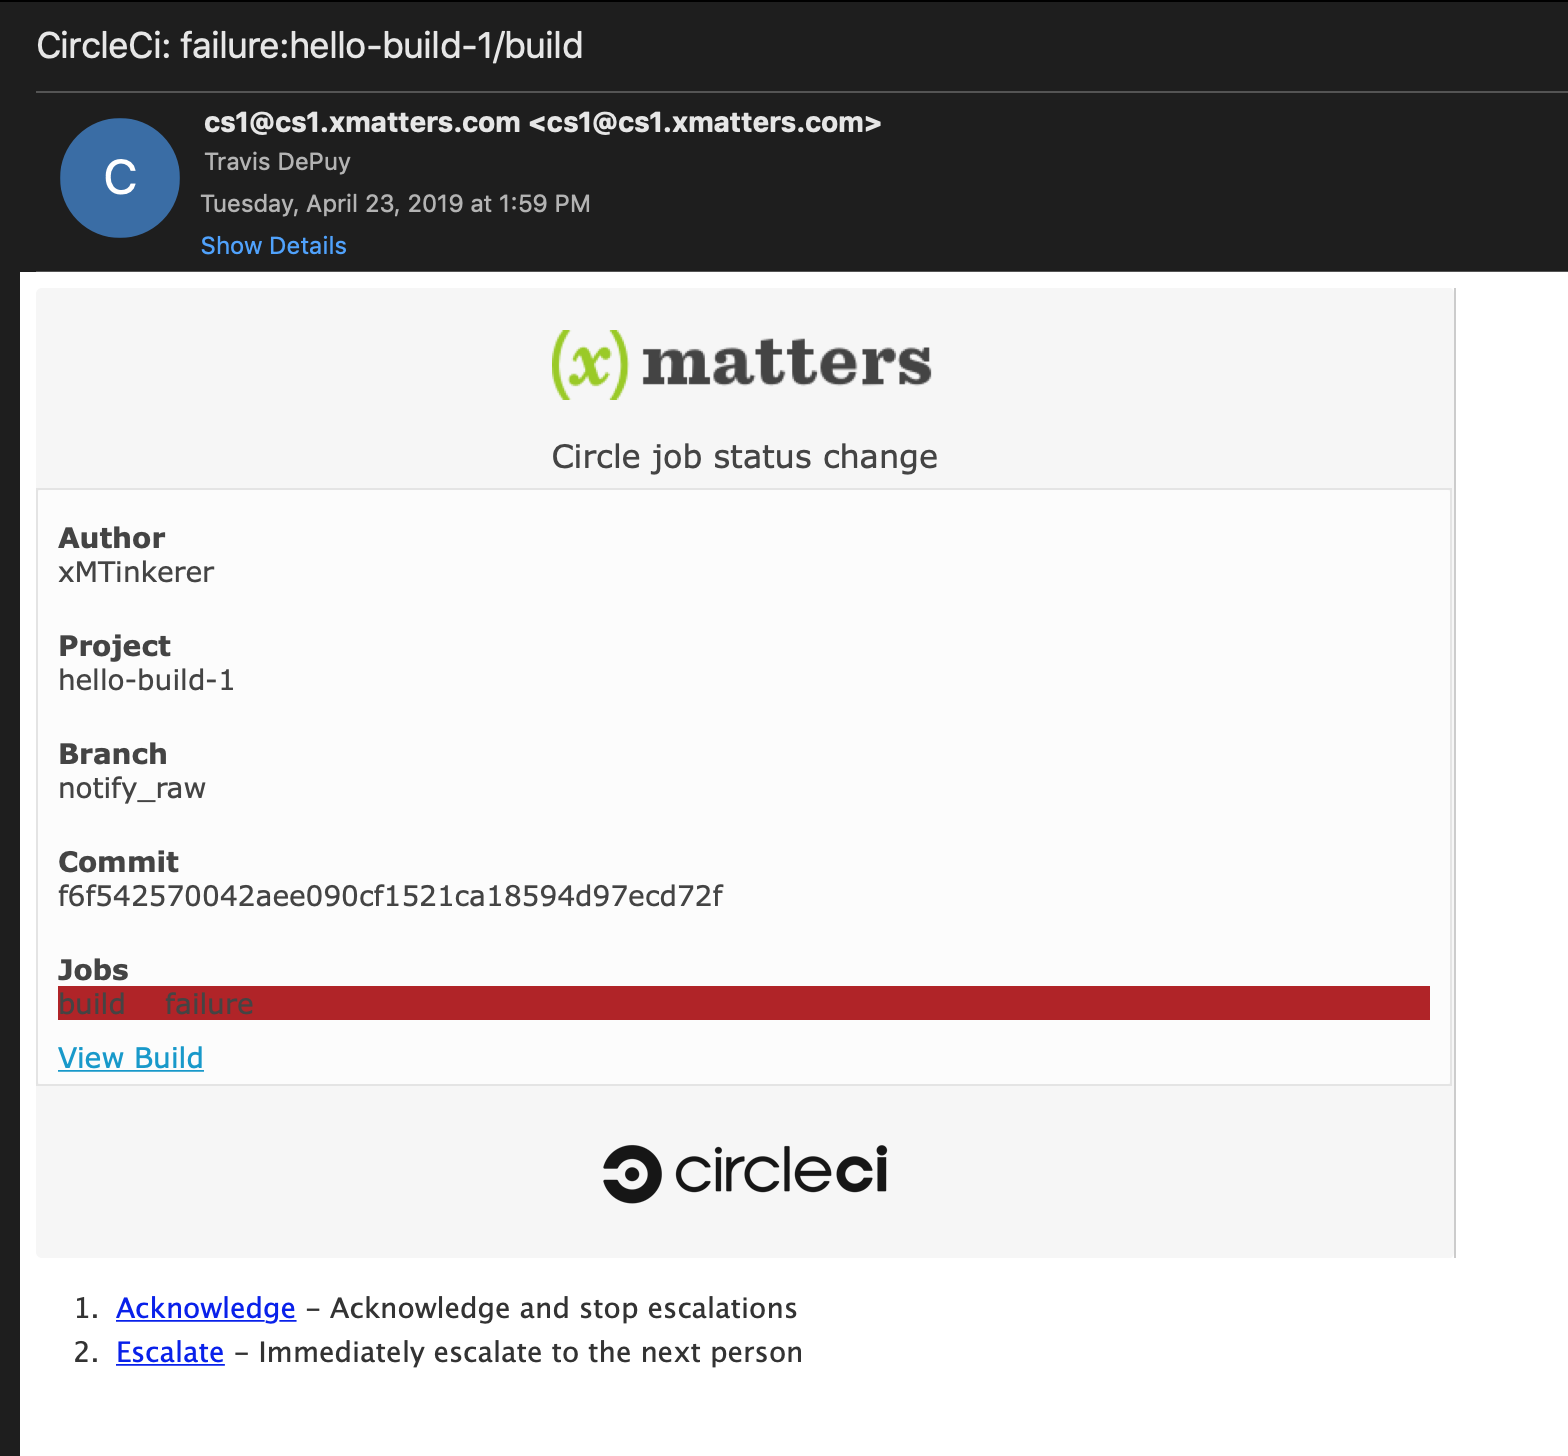 CircleCi: failure:hello-build-1/build
C
cs1@cs1.xmatters.com <cs1@cs1.xmatters.com>
Travis DePuy
Tuesday, April 23, 2019 at 1:59 PM
Show Details
(x) matters
Circle job status change
Author
xMTinkerer
Project
hello-build-1
Branch
notify_raw
Commit
f6f542570042aee090cf1521ca18594d97ecd72f
Jobs
build failure
View Build
circleci
1. Acknowledge – Acknowledge and stop escalations
2. Escalate – Immediately escalate to the next person